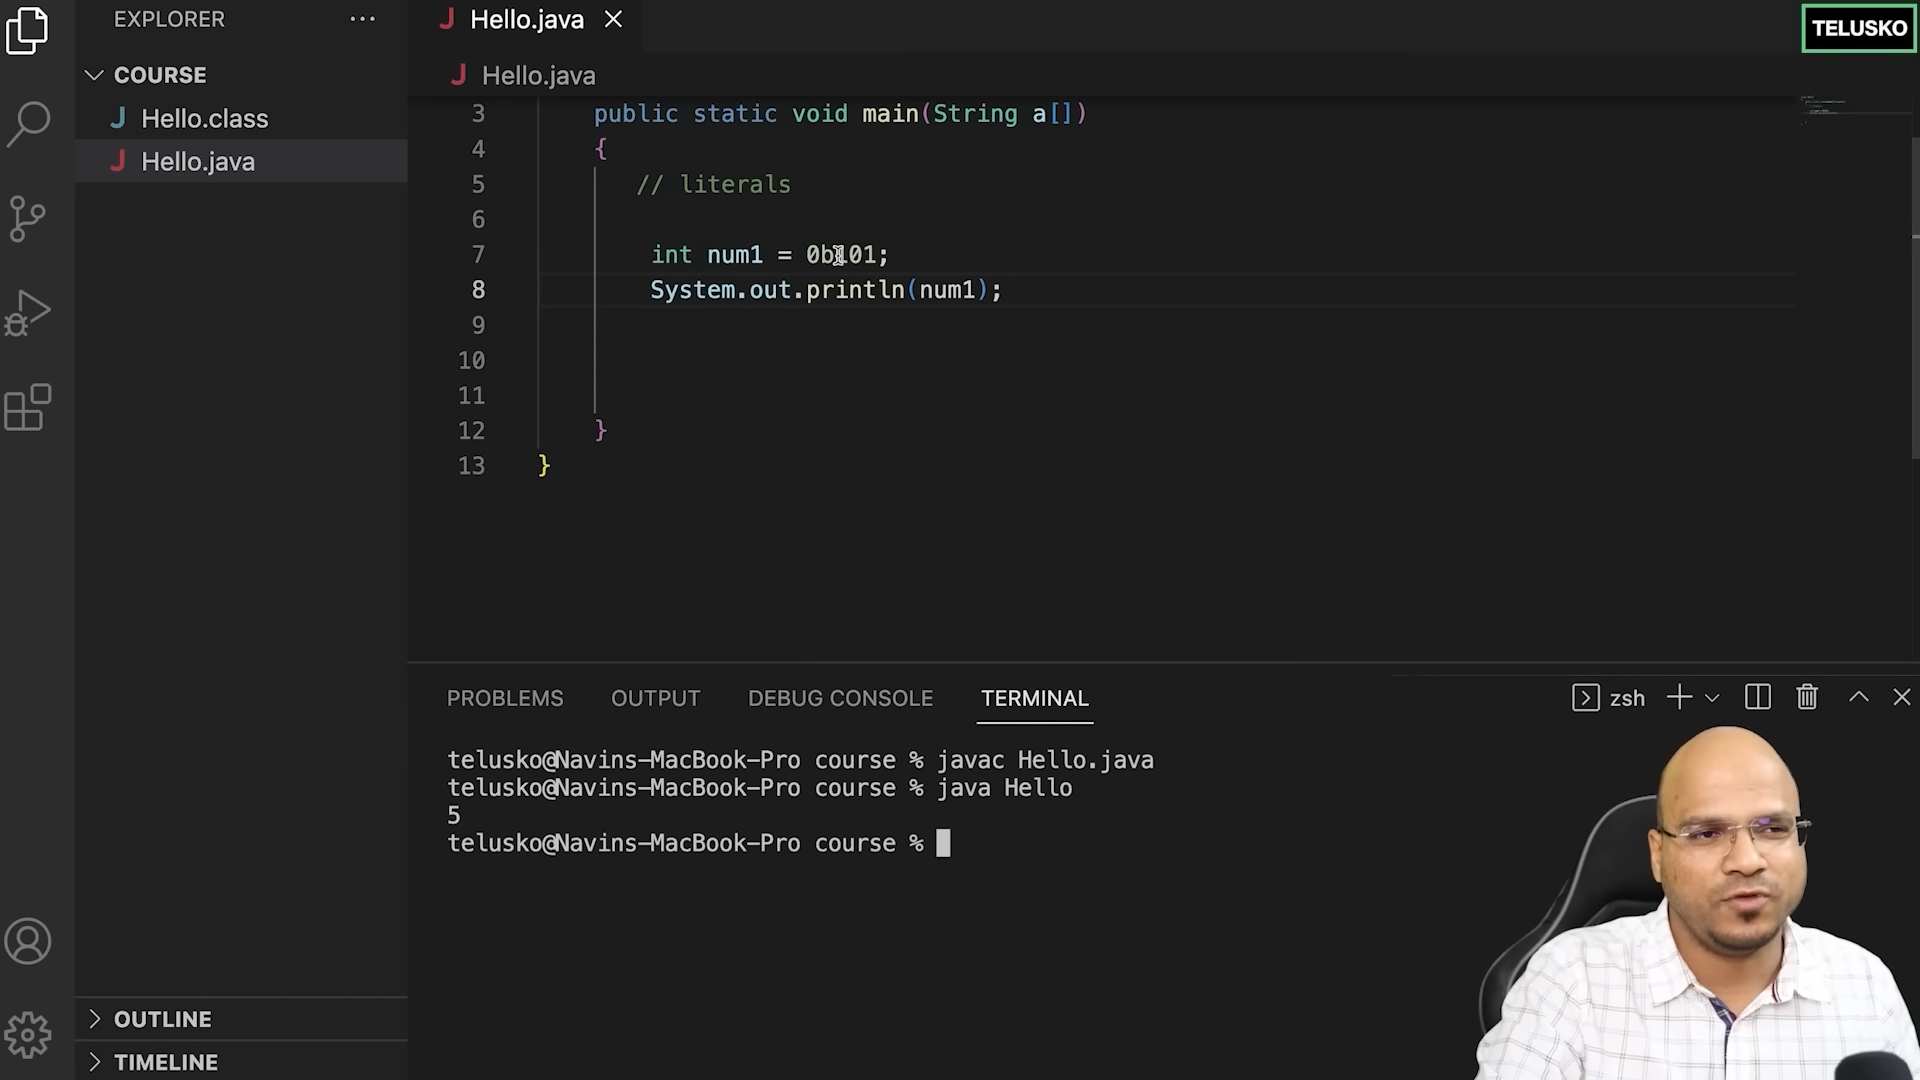 EXPLORER ...
COURSE
Hello.class
Hello.java
OUTLINE
TIMELINE
Hello.java
TELUSKO
Hello.java
3 public static void main(String a[])
4 {
5 // literals
6
7 int num1 = 0b101;
8 System.out.println(num1);
9
10
11
12 }
13 }
PROBLEMS OUTPUT DEBUG CONSOLE TERMINAL zsh
telusko@Navins-MacBook-Pro course % javac Hello.java
telusko@Navins-MacBook-Pro course % java Hello
5
telusko@Navins-MacBook-Pro course %